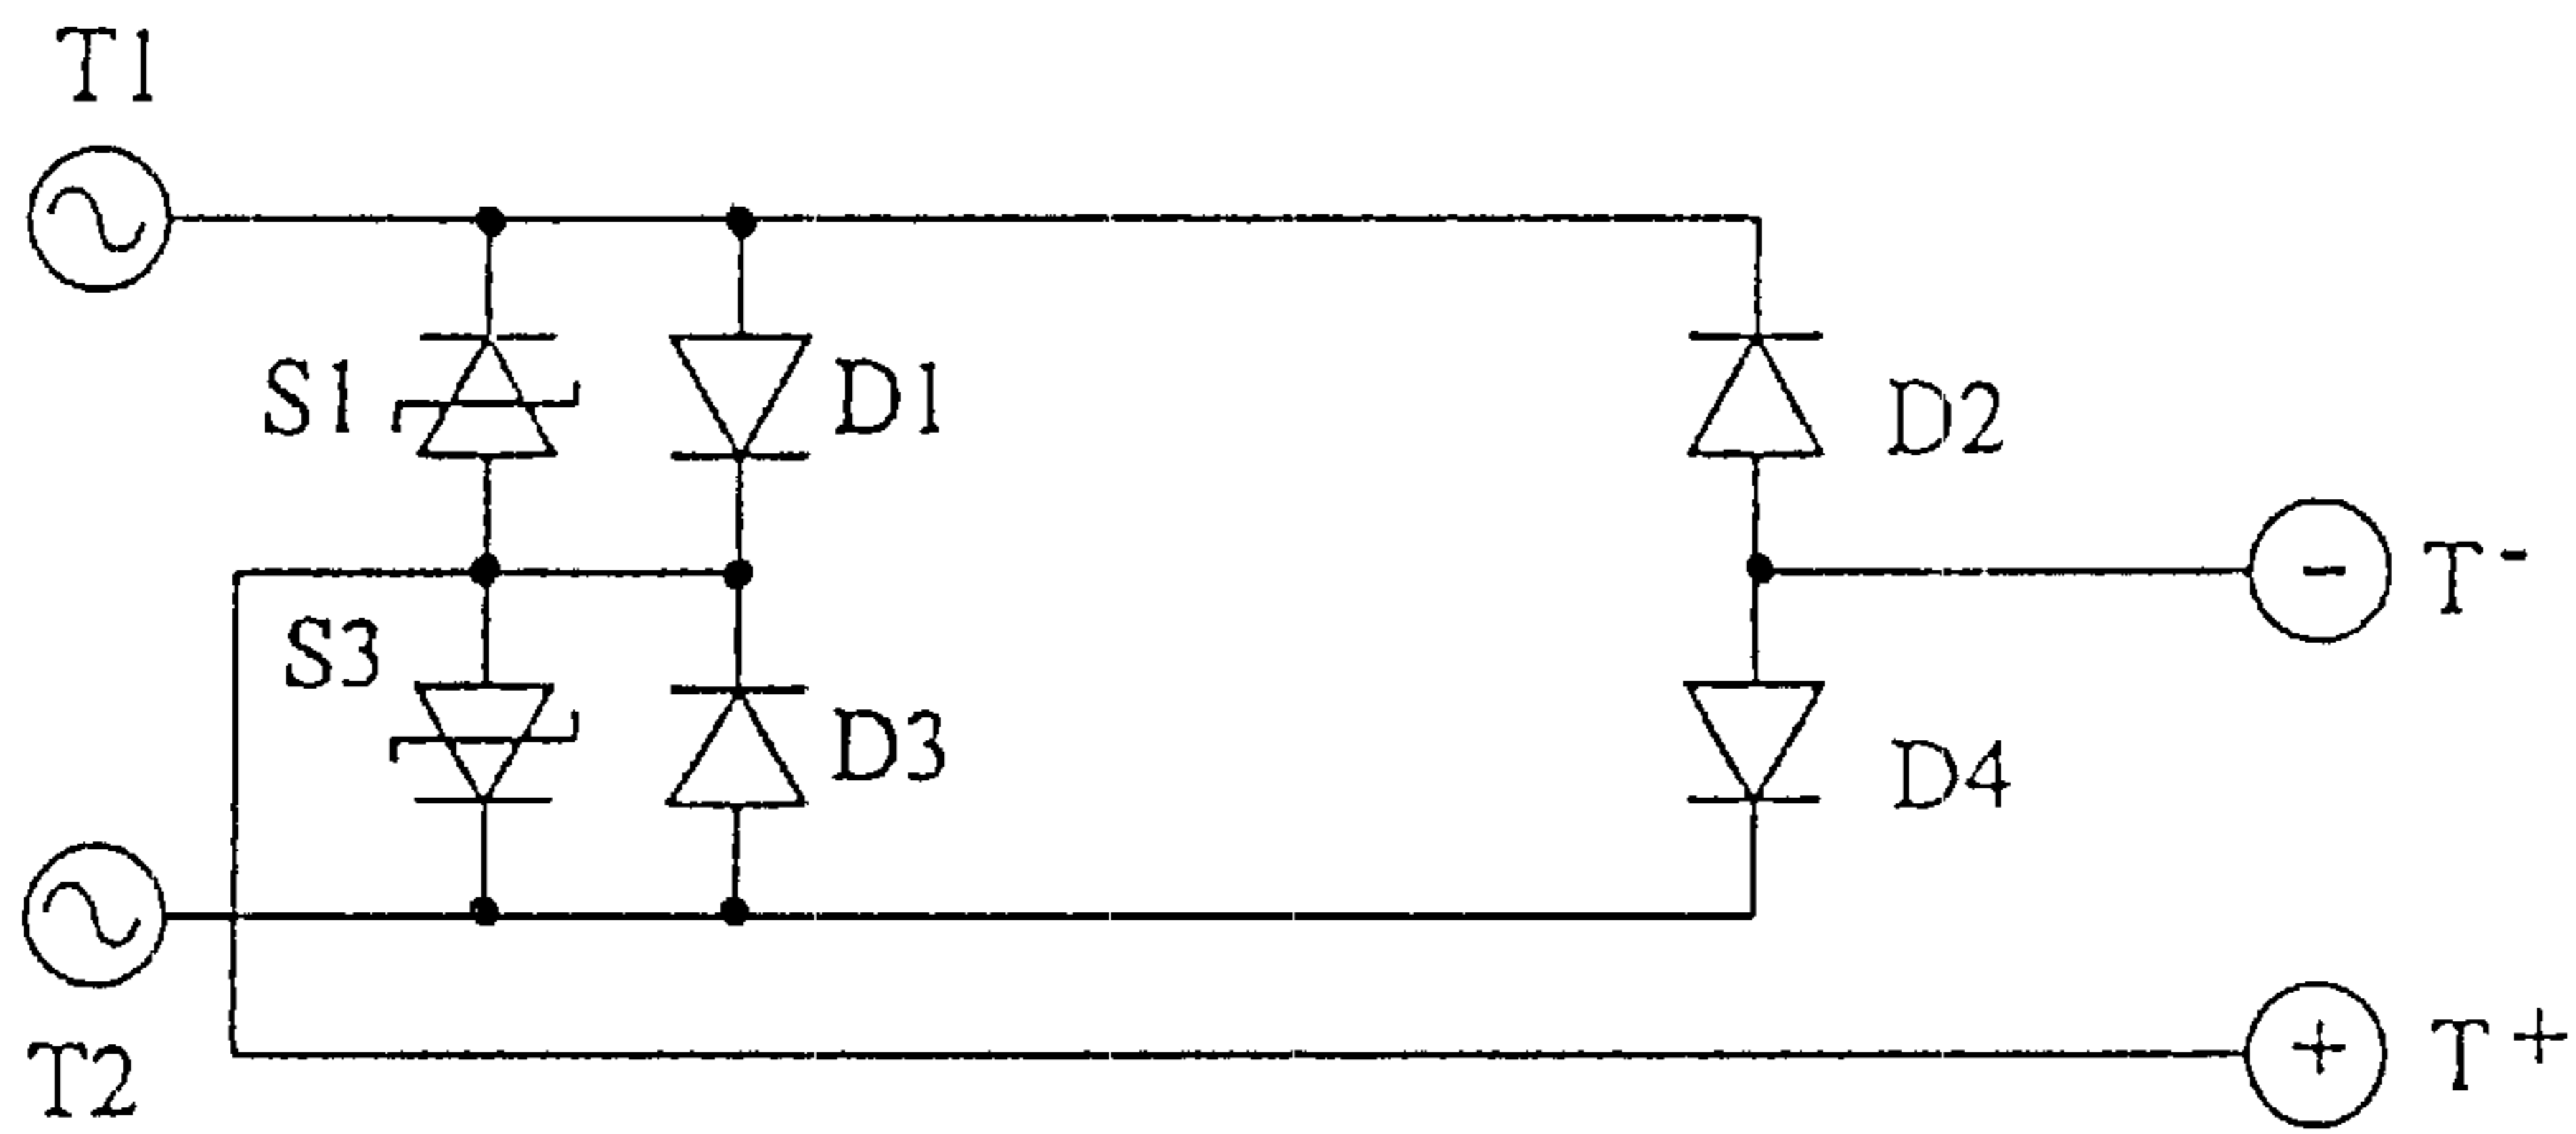 T1
S1 D1 D2
- T-
S3
D3 D4
T2
+ T+